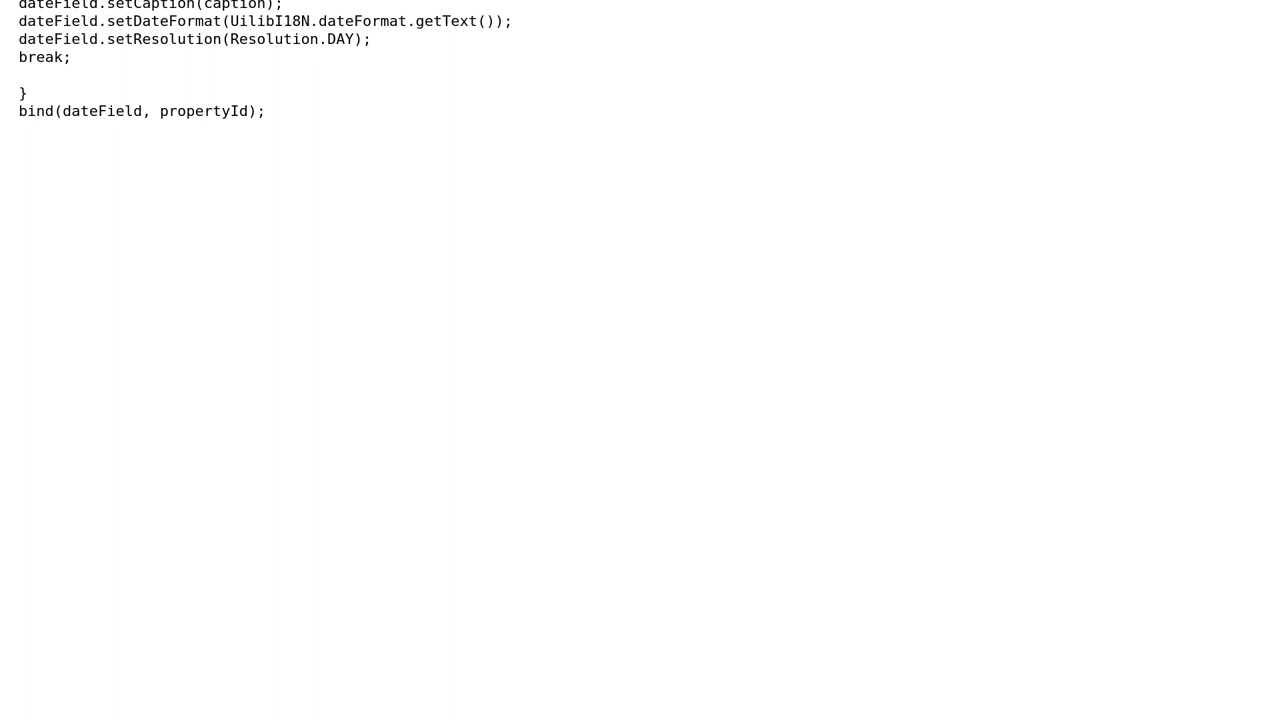 dateField.setCaption(caption);
dateField.setDateFormat(UilibI18N.dateFormat.getText());
dateField.setResolution(Resolution.DAY);
break;
}
bind(dateField, propertyId);